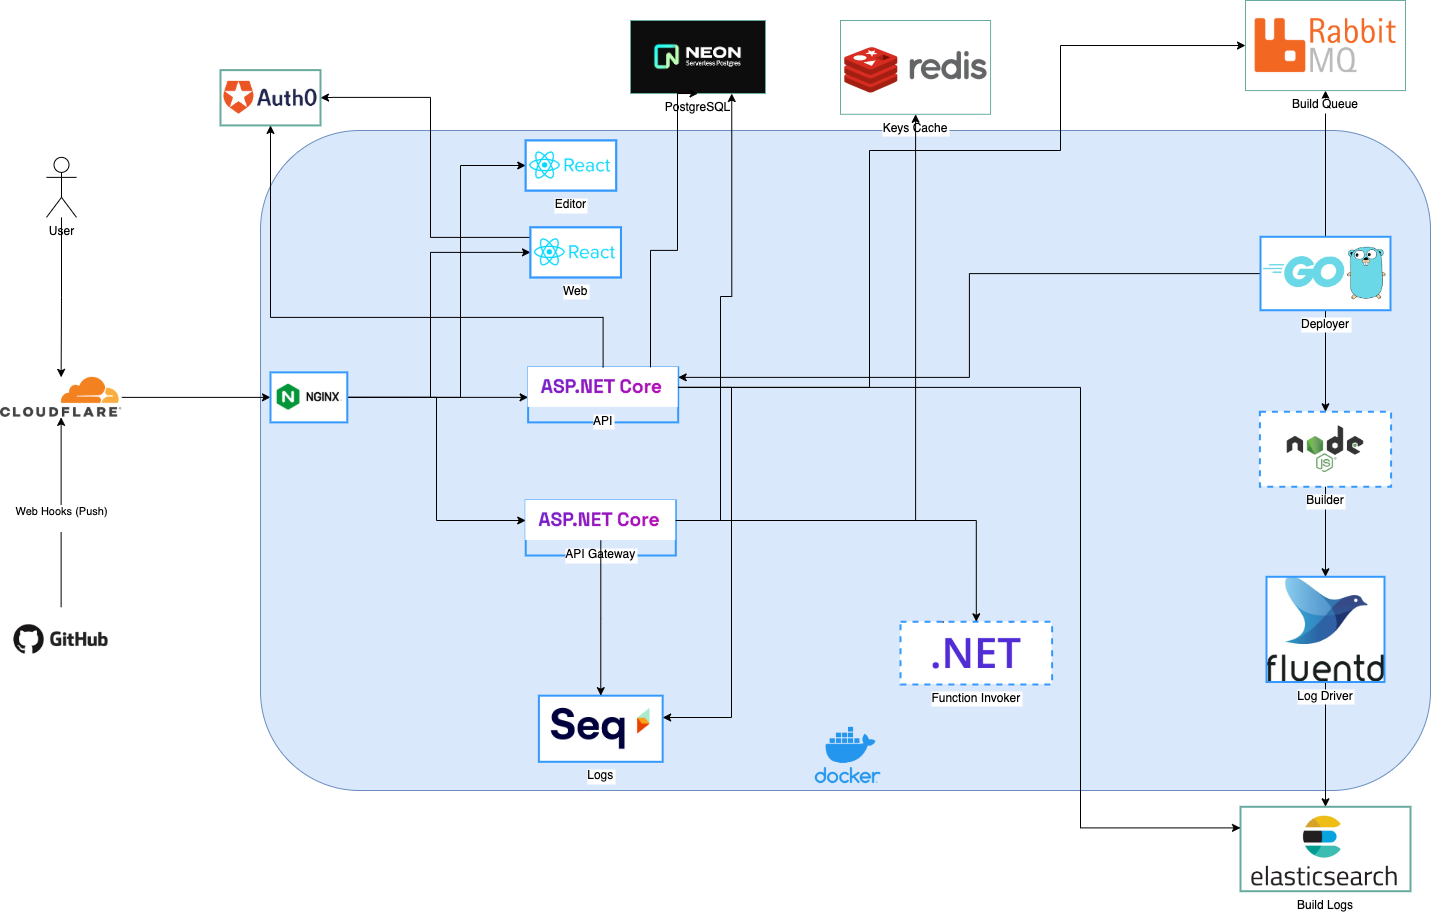 NEON
Serverless Postgres
PostgreSQL
redis
Keys Cache
Rabbit
MQ
Build Queue
Auth0
React
Editor
React
Web
User
GO
Deployer
CLOUDFLARE
NGINX
ASP.NET Core
API
node
JS
Builder
Web Hooks (Push)
ASP.NET Core
API Gateway
GitHub
.NET
Function Invoker
fluentd
Log Driver
Seq
Logs
docker
elasticsearch
Build Logs